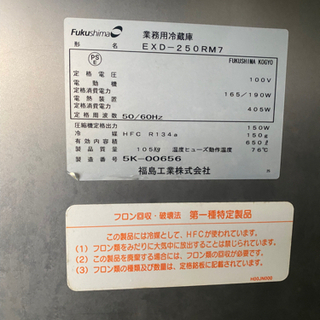 Fukushima 業務用冷蔵庫
形名 EXD-250RM7
FUKUSHIMA KOGYO
定格電圧 100V
電動機
定格消費電力 165/190W
電熱装置
定格消費電力 405W
定格周波数 50/60Hz
圧縮機定格出力 150W
冷媒 HFC R134a 160g
有効内容積 650ℓ
製品質量 105kg 温度ヒューズ動作温度 76℃
製造番号 5K-00656
福島工業株式会社
フロン回収・破壊法 第一種特定製品
この製品には冷媒として、HFCが使われています。
(1) フロン類をみだりに大気中に放出することは禁じられています。
(2) この製品を廃棄する場合には、フロン類の回収が必要です。
(3) フロン類の種類及び数量は、定格銘板に記載されています。